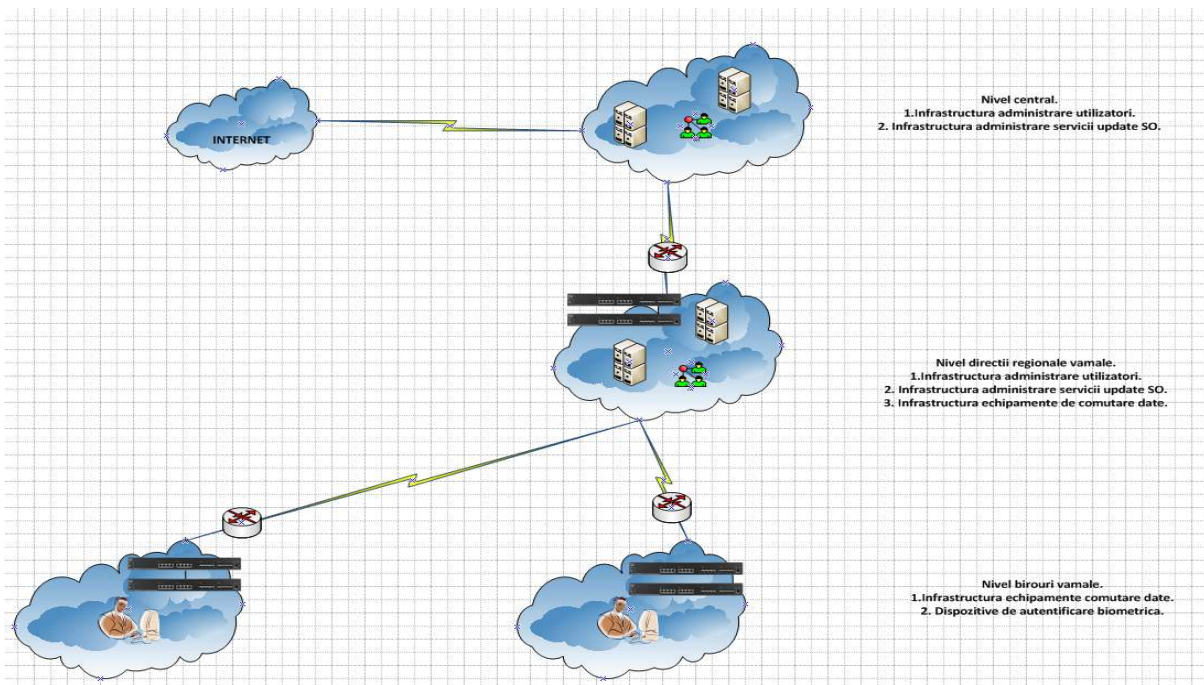 INTERNET
Nivel central.
1.Infrastructura administrare utilizatori.
2. Infrastructura administrare servicii update SO.
Nivel directii regionale vamale.
1.Infrastructura administrare utilizatori.
2. Infrastructura administrare servicii update SO.
3. Infrastructura echipamente de comutare date.
Nivel birouri vamale.
1.Infrastructura echipamente comutare date.
2. Dispozitive de autentificare biometrica.